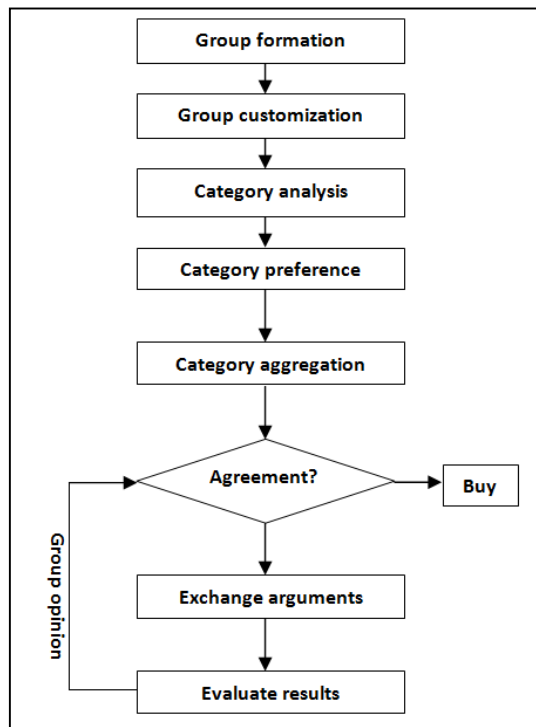 Group formation
Group customization
Category analysis
Category preference
Category aggregation
Agreement?
Buy
Group opinion
Exchange arguments
Evaluate results